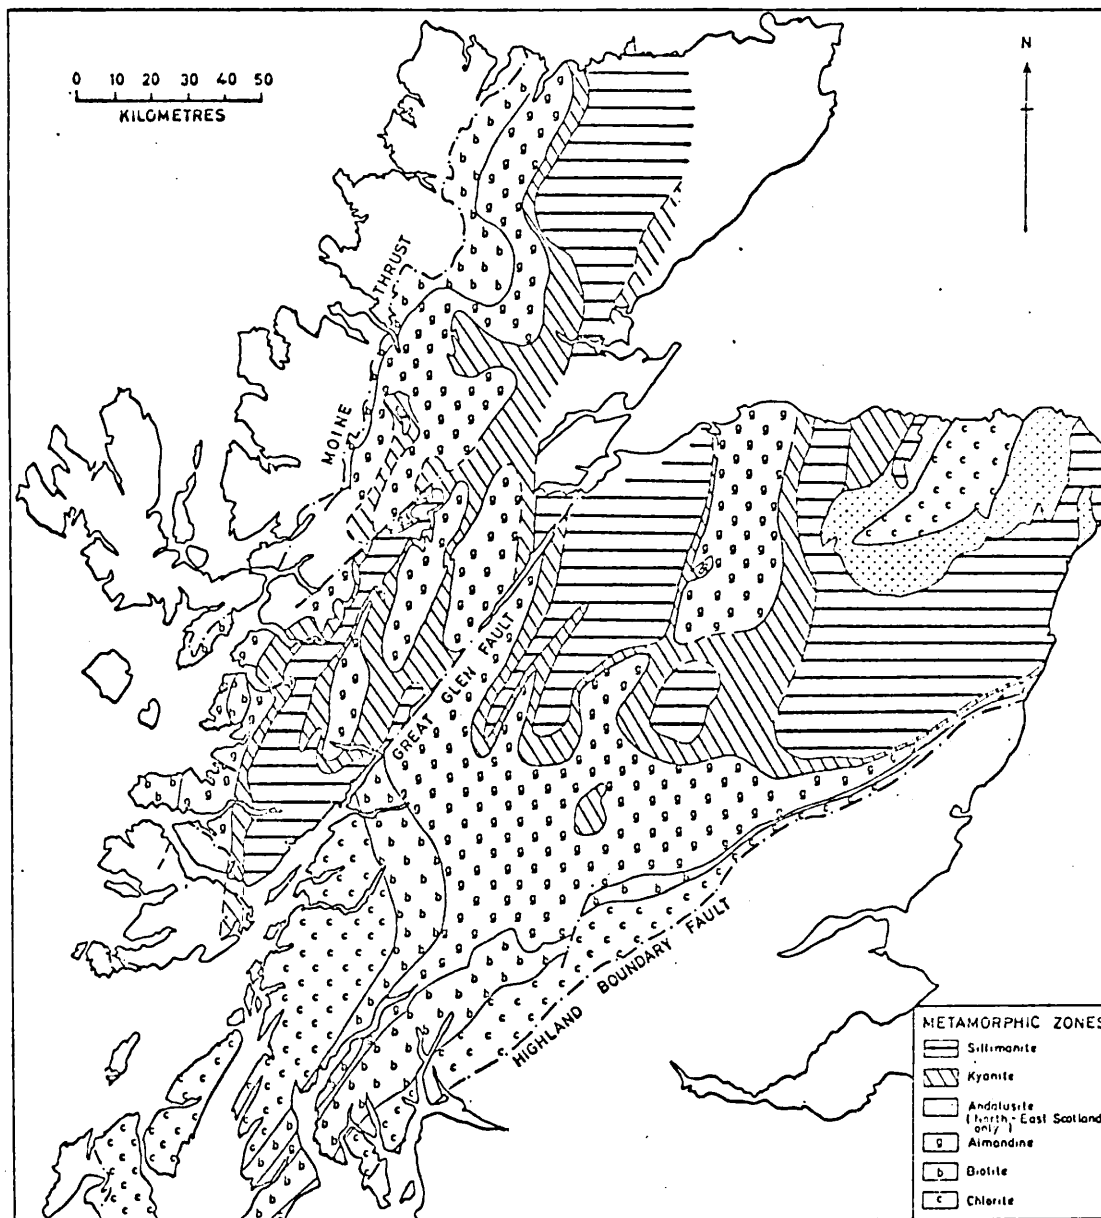 N
0 10 20 30 40 50
KILOMETRES
MOINE THRUST
GREAT GLEN FAULT
HIGHLAND BOUNDARY FAULT
METAMORPHIC ZONES
Sillimanite
Kyanite
Andalusite
(North-East Scotland
only)
g Almandine
b Biotite
c Chlorite